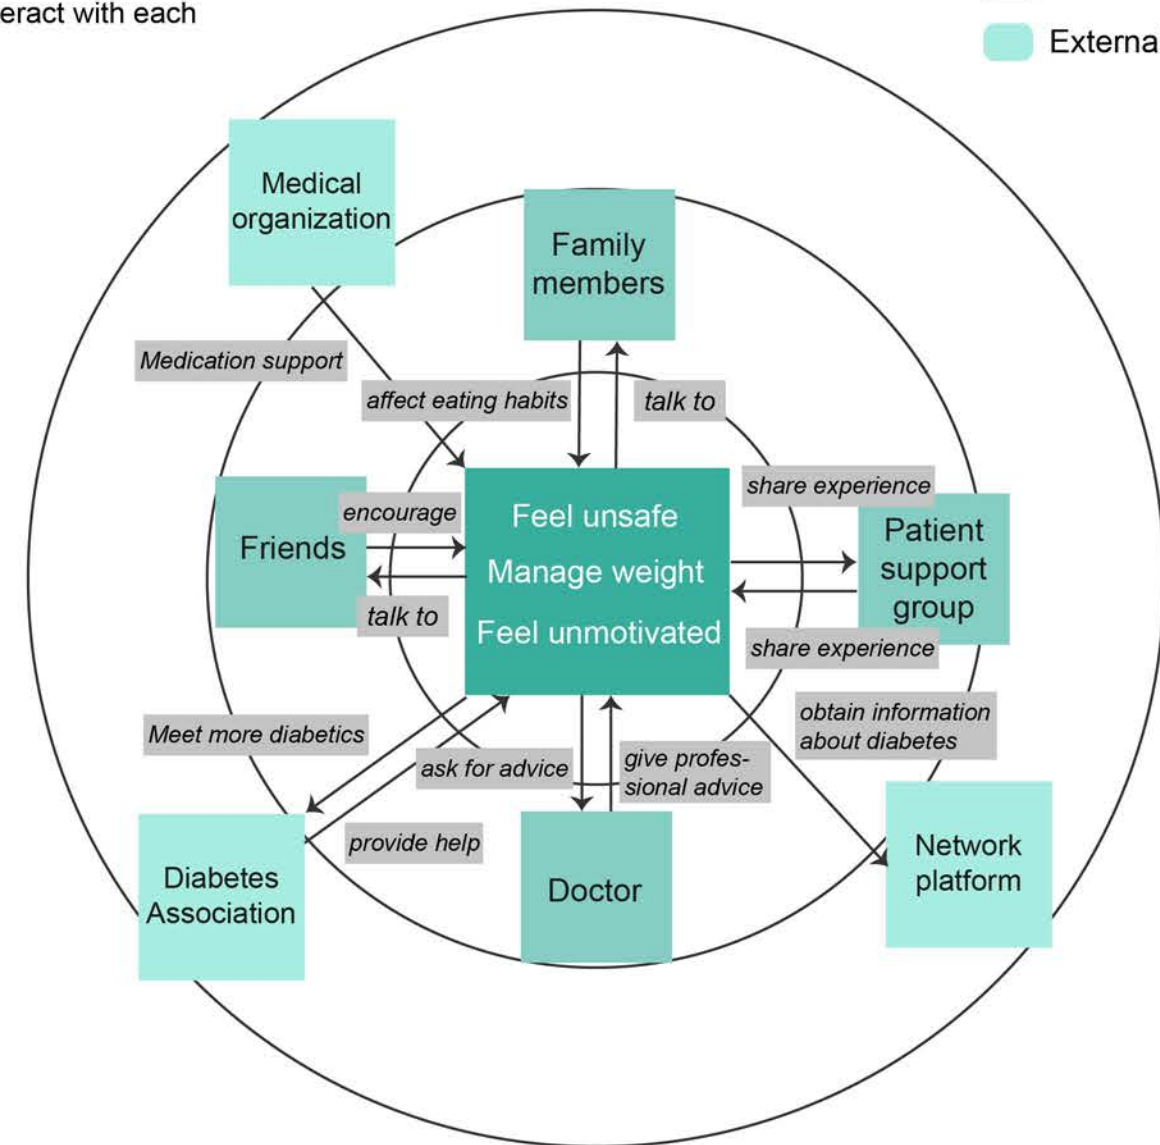 eract with each
Externa
Medical
organization
Family
members
Medication support
affect eating habits
talk to
share experience
encourage
Friends
Feel unsafe
Manage weight
Feel unmotivated
Patient
support
group
talk to
share experience
obtain information
about diabetes
Meet more diabetics
ask for advice
give profes-
sional advice
provide help
Diabetes
Association
Doctor
Network
platform